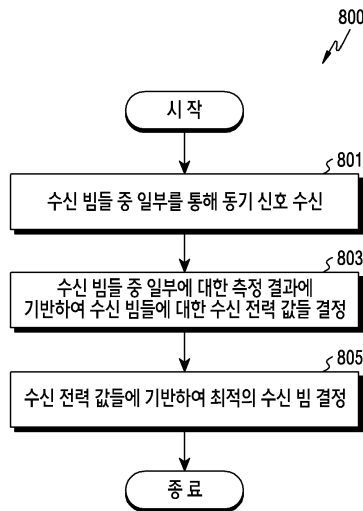 800
시작
801
수신 빔들 중 일부를 통해 동기 신호 수신
803
수신 빔들 중 일부에 대한 측정 결과에
기반하여 수신 빔들에 대한 수신 전력 값들 결정
805
수신 전력 값들에 기반하여 최적의 수신 빔 결정
종료